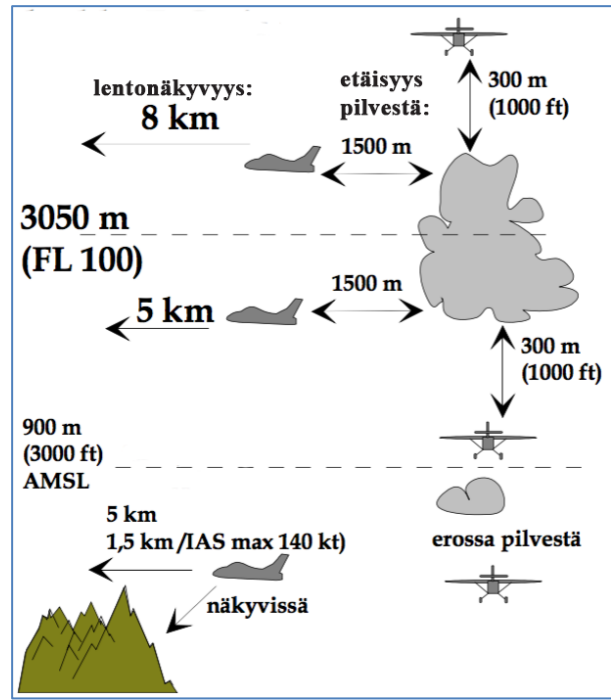 300 m
(1000 ft)
lentonäkyvyys:
8 km
etäisyys
pilvestä:
1500 m
3050 m
(FL 100)
1500 m
5 km
300 m
(1000 ft)
900 m
(3000 ft)
AMSL
5 km
1,5 km/IAS max 140 kt)
erossa pilvestä
näkyvissä